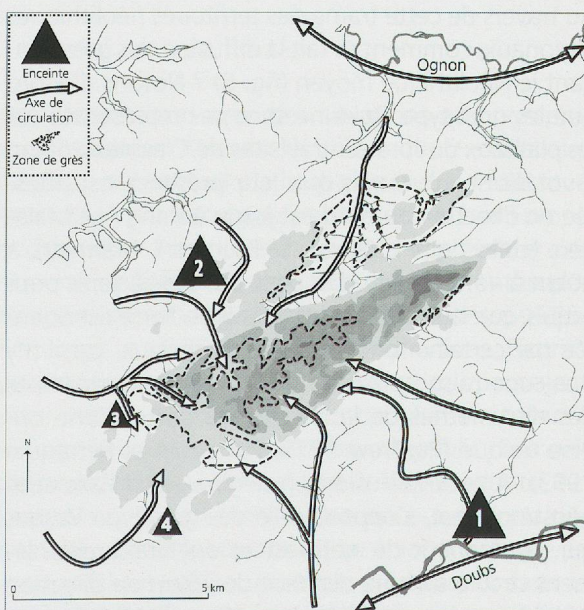 Enceinte
Axe de
circulation
Zone de grès
Ognon
2
3
4
1
Doubs
N
0
5 km